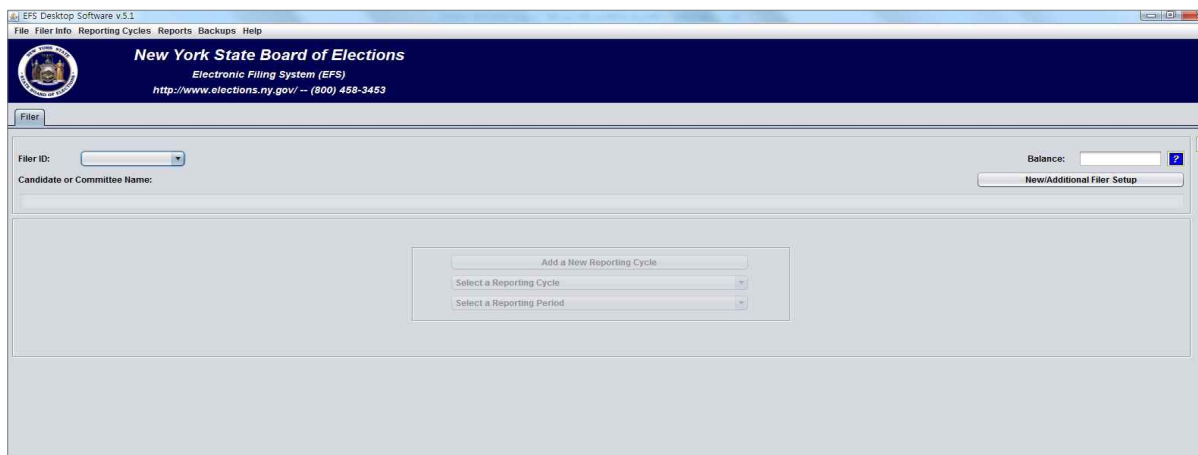 EFS Desktop Software v.5.1
File Filer Info Reporting Cycles Reports Backups Help
New York State Board of Elections
Electronic Filing System (EFS)
http://www.elections.ny.gov/ -- (800) 458-3453
Filer
Filer ID:
Balance:
?
Candidate or Committee Name:
New/Additional Filer Setup
Add a New Reporting Cycle
Select a Reporting Cycle
Select a Reporting Period